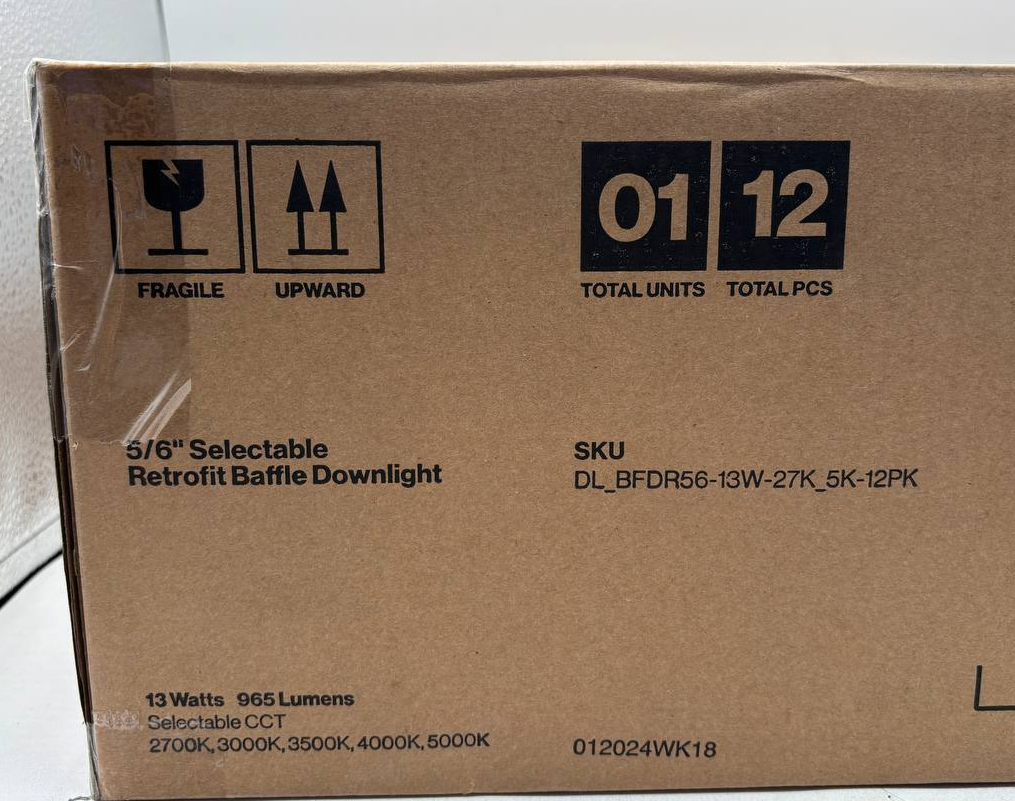 01 12
FRAGILE UPWARD TOTAL UNITS TOTAL PCS
5/6" Selectable
Retrofit Baffle Downlight
SKU
DL_BFDR56-13W-27K_5K-12PK
13 Watts 965 Lumens
Selectable CCT
2700K, 3000K, 3500K, 4000K, 5000K
012024WK18